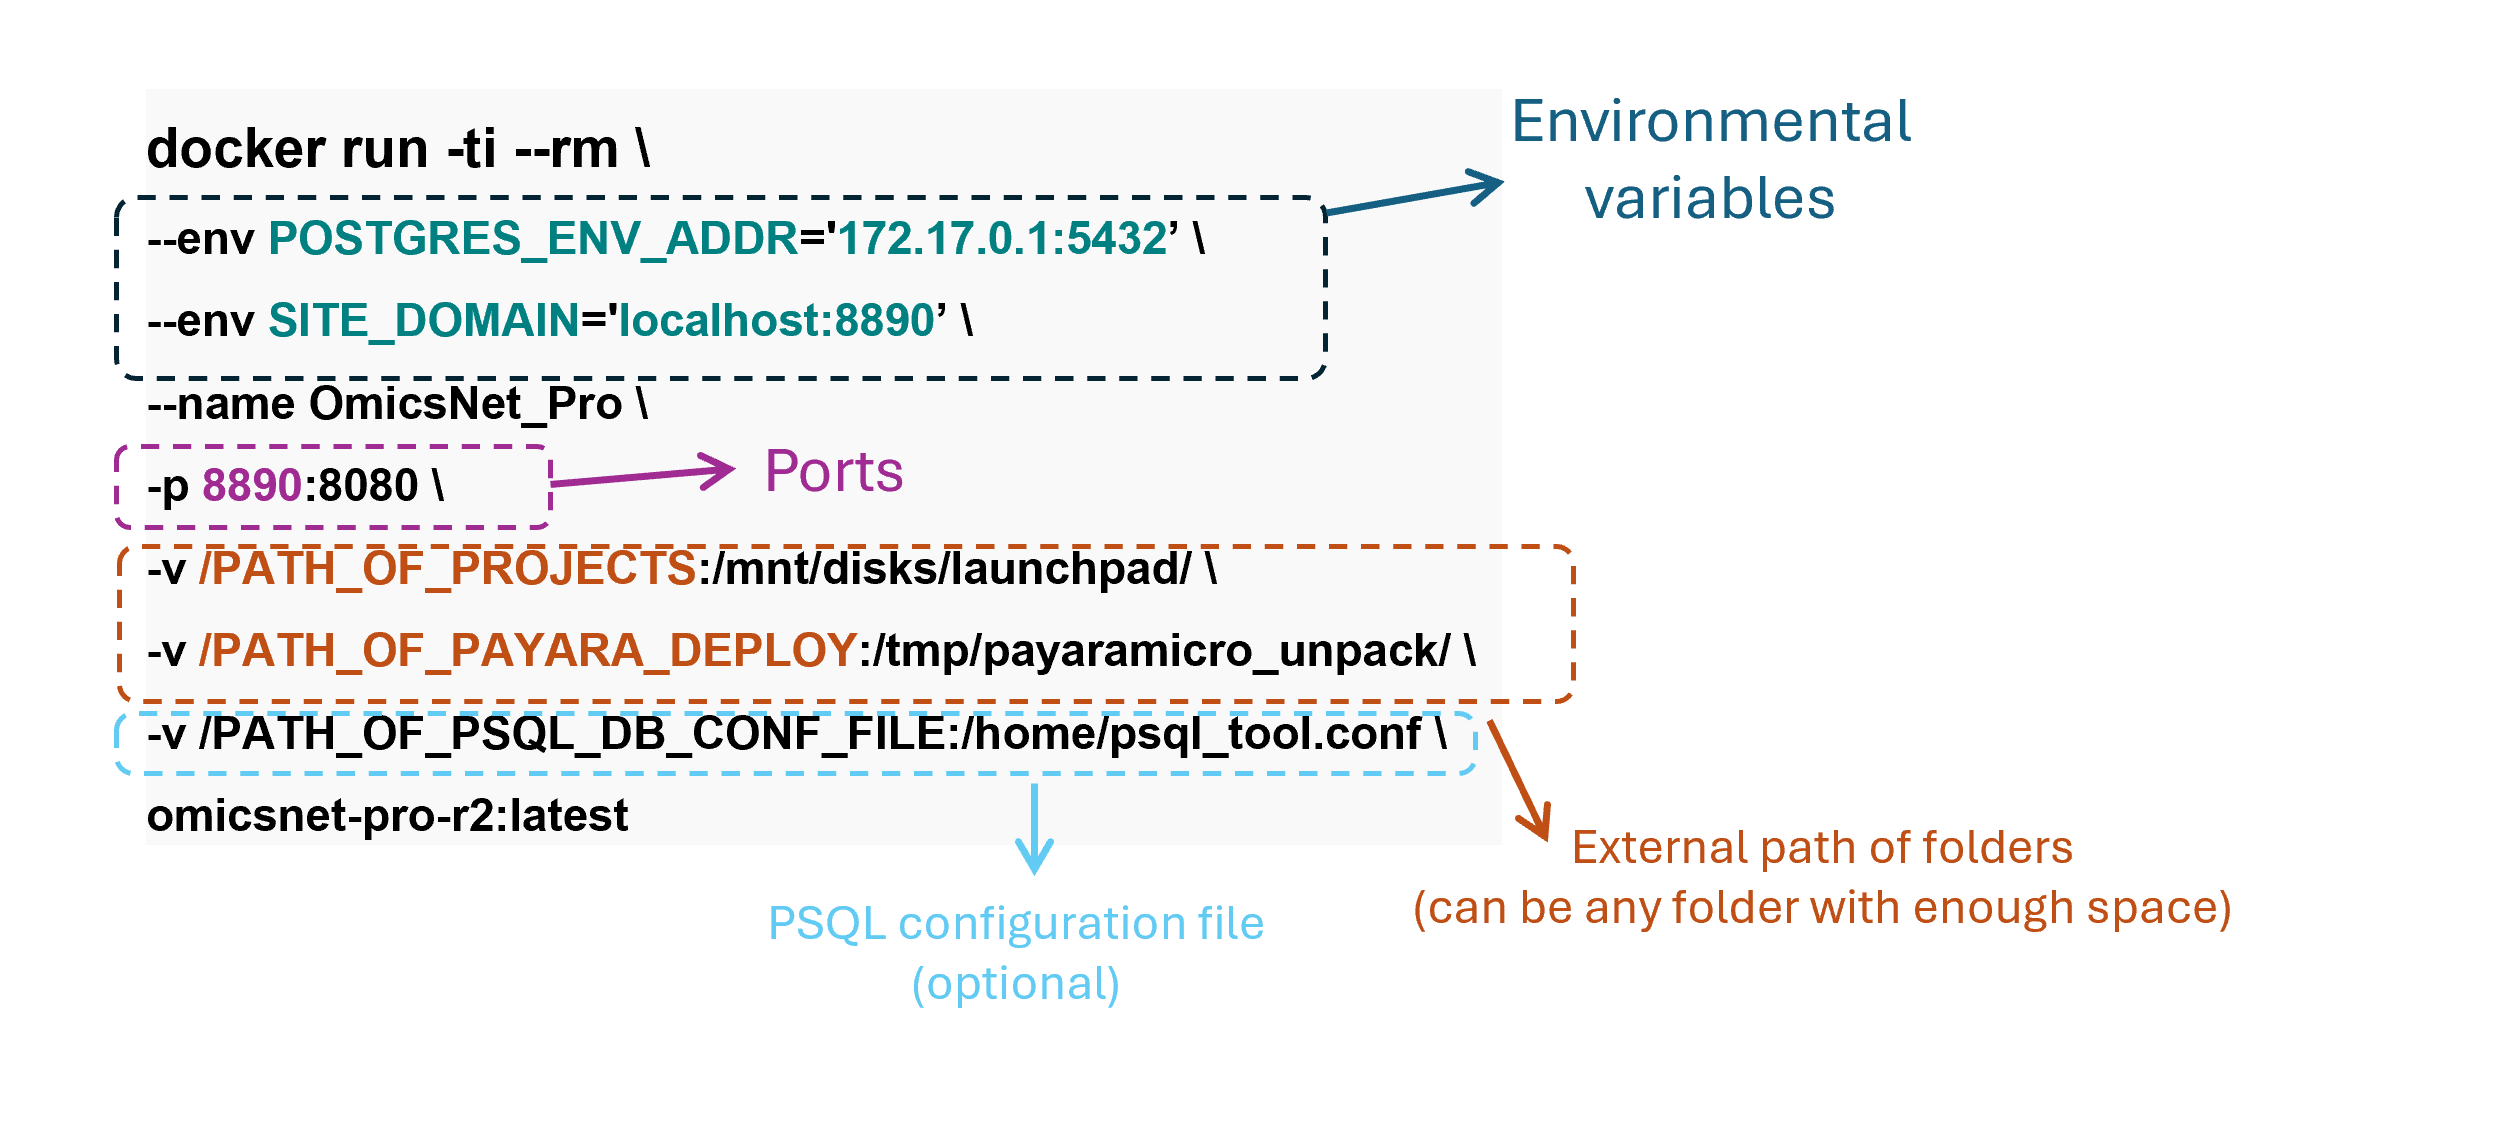 docker run -ti --rm \
--env POSTGRES_ENV_ADDR='172.17.0.1:5432’ \
--env SITE_DOMAIN='localhost:8890’ \
--name OmicsNet_Pro \
-p 8890:8080 \
-v /PATH_OF_PROJECTS:/mnt/disks/launchpad/ \
-v /PATH_OF_PAYARA_DEPLOY:/tmp/payaramicro_unpack/ \
-v /PATH_OF_PSQL_DB_CONF_FILE:/home/psql_tool.conf \
omicsnet-pro-r2:latest
Environmental
variables
Ports
External path of folders
(can be any folder with enough space)
PSQL configuration file
(optional)